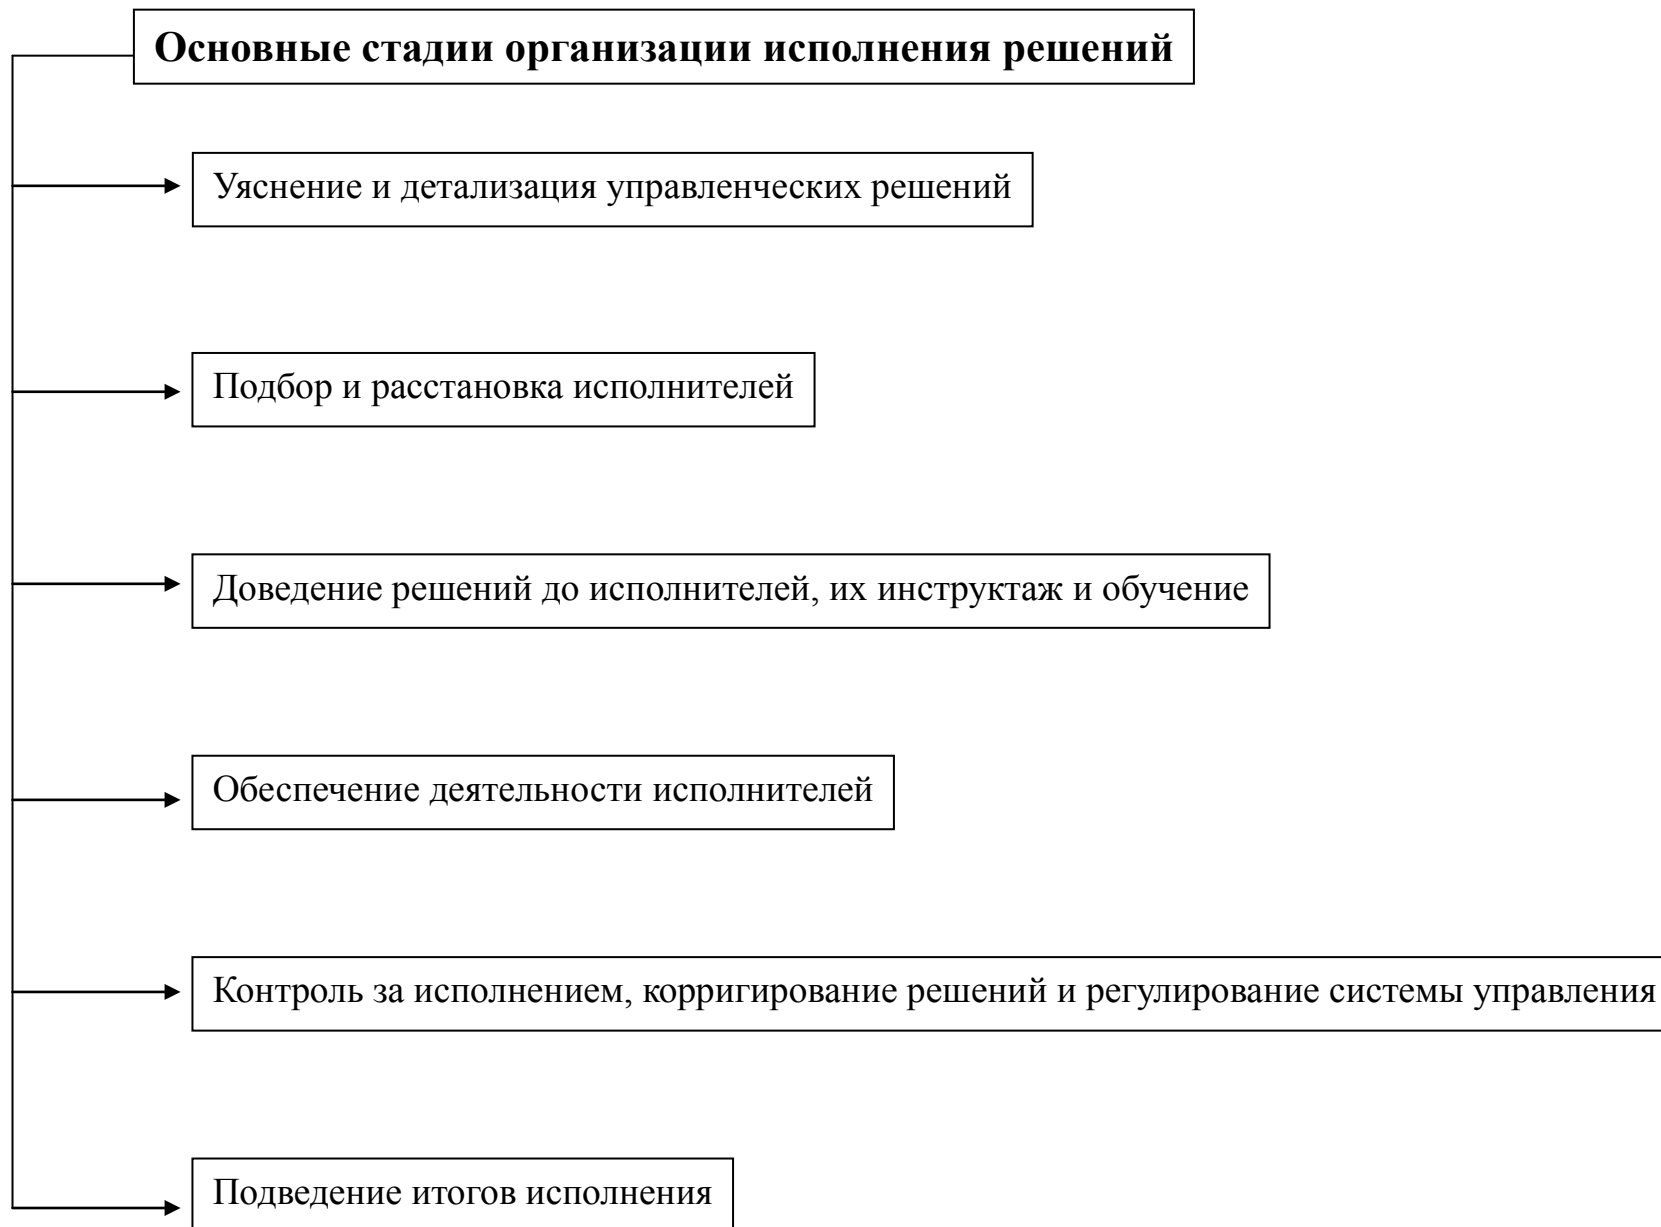 Основные стадии организации исполнения решений
Уяснение и детализация управленческих решений
Подбор и расстановка исполнителей
Доведение решений до исполнителей, их инструктаж и обучение
Обеспечение деятельности исполнителей
Контроль за исполнением, корригирование решений и регулирование системы управления
Подведение итогов исполнения